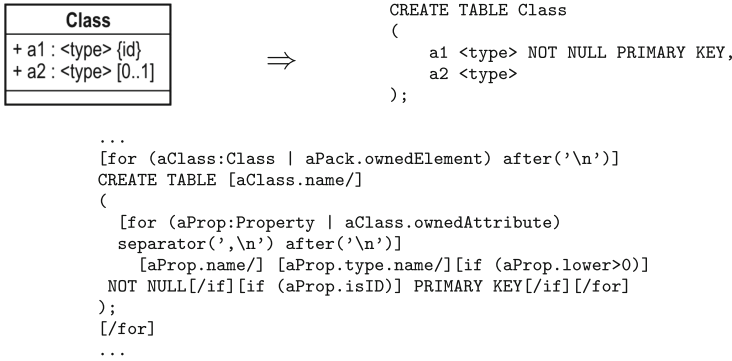 Class
+ a1 : <type> {id}
+ a2 : <type> [0..1]
⇒
CREATE TABLE Class
(
a1 <type> NOT NULL PRIMARY KEY,
a2 <type>
);
...
[for (aClass:Class | aPack.ownedElement) after('\n')]
CREATE TABLE [aClass.name/]
(
[for (aProp:Property | aClass.ownedAttribute)
separator(',\n') after('\n')]
[aProp.name/] [aProp.type.name/][if (aProp.lower>0)]
NOT NULL[/if][if (aProp.isID)] PRIMARY KEY[/if][/for]
);
[/for]
...